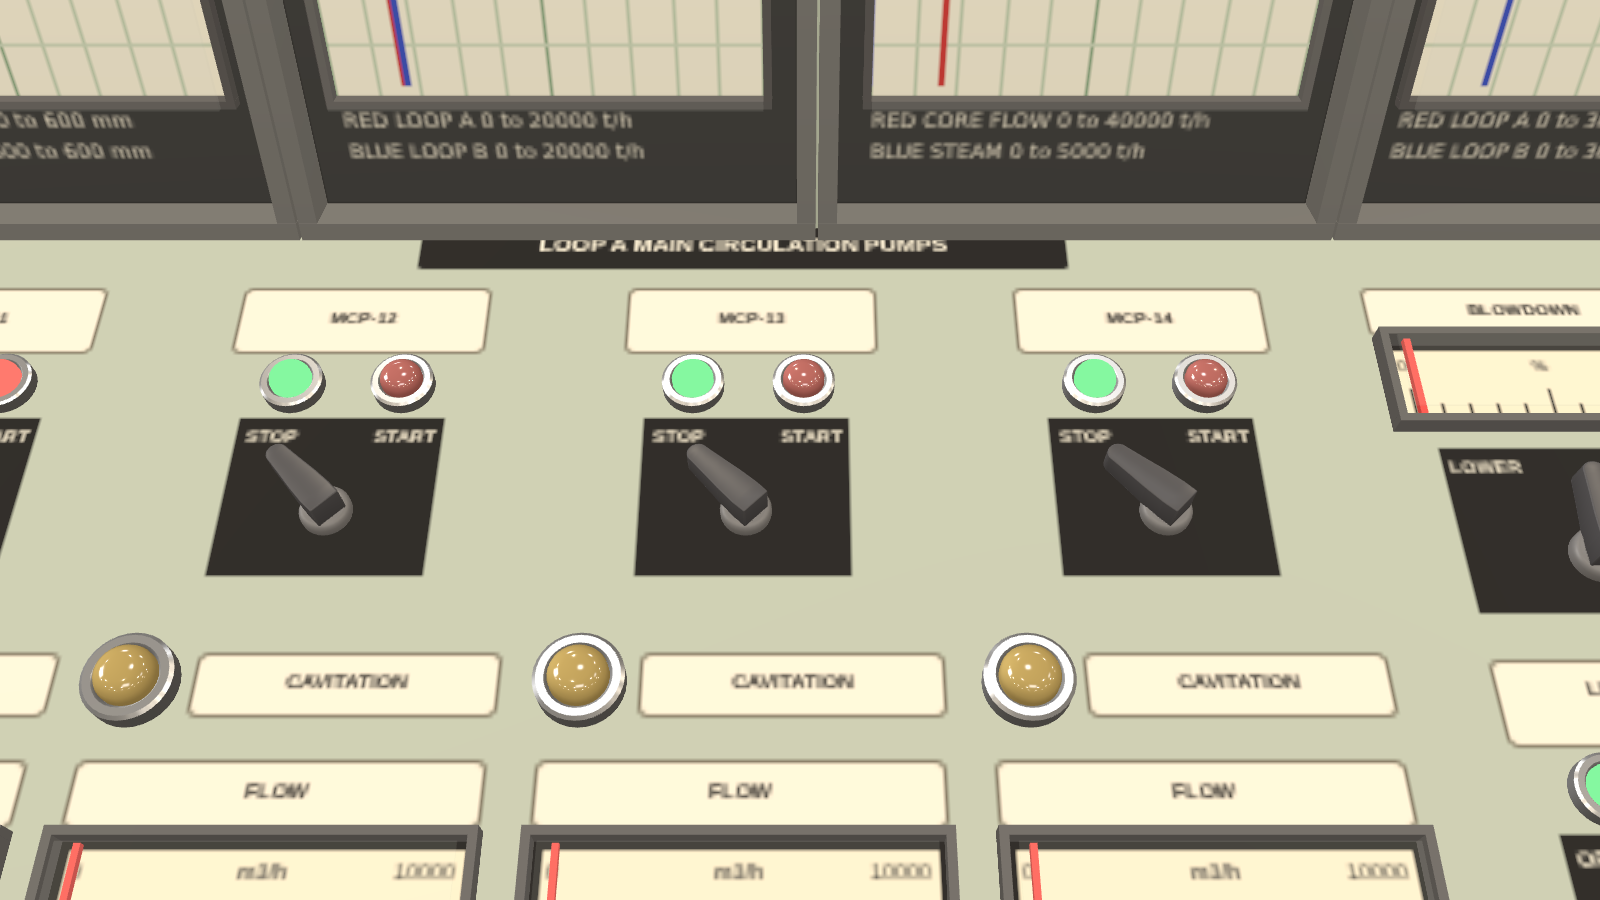 to 600 mm
to 600 mm
RED LOOP A 0 to 20000 t/h
BLUE LOOP B 0 to 20000 t/h
RED CORE FLOW 0 to 40000 t/h
BLUE STEAM 0 to 5000 t/h
RED LOOP A 0 to
BLUE LOOP B 0 to
LOOP A MAIN CIRCULATION PUMPS
MCP-12
MCP-13
MCP-14
BLOWDOWN
0 %
STOP START
STOP START
STOP START
LOWER
CAVITATION
CAVITATION
CAVITATION
FLOW
FLOW
FLOW
m3/h 10000
m3/h 10000
0 m3/h 10000